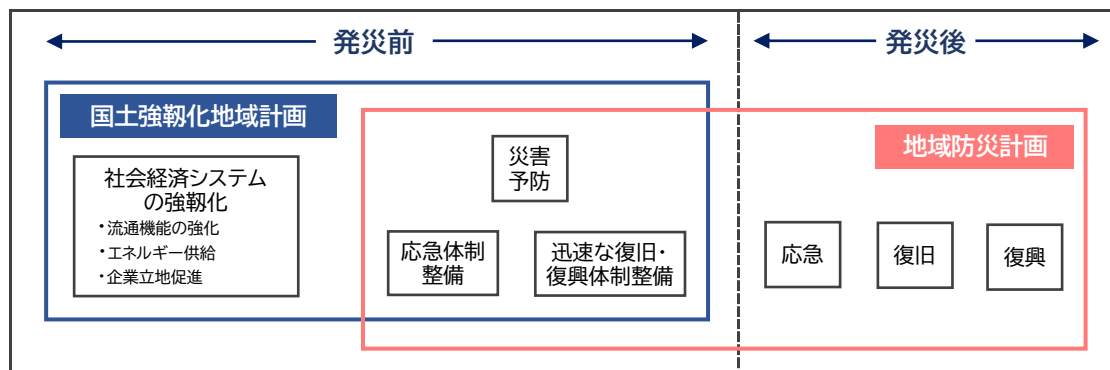 発災前
発災後
国土強靱化地域計画
地域防災計画
社会経済システム
の強靱化
・流通機能の強化
・エネルギー供給
・企業立地促進
災害
予防
応急体制
整備
迅速な復旧・
復興体制整備
応急
復旧
復興